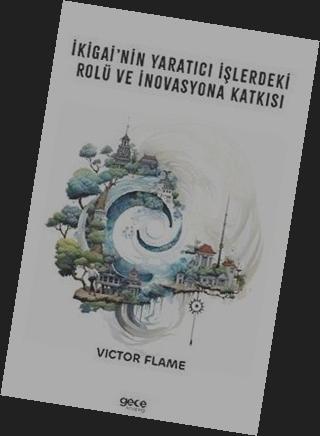 İKİGAİ'NİN YARATICI İŞLERDEKİ
ROLÜ VE İNOVASYONA KATKISI
VICTOR FLAME
gece